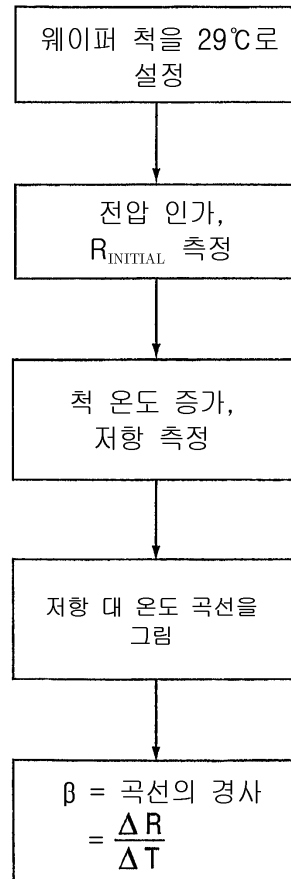 웨이퍼 척을 29℃로
설정
전압 인가,
R_INITIAL 측정
척 온도 증가,
저항 측정
저항 대 온도 곡선을
그림
β = 곡선의 경사
= ΔR/ΔT